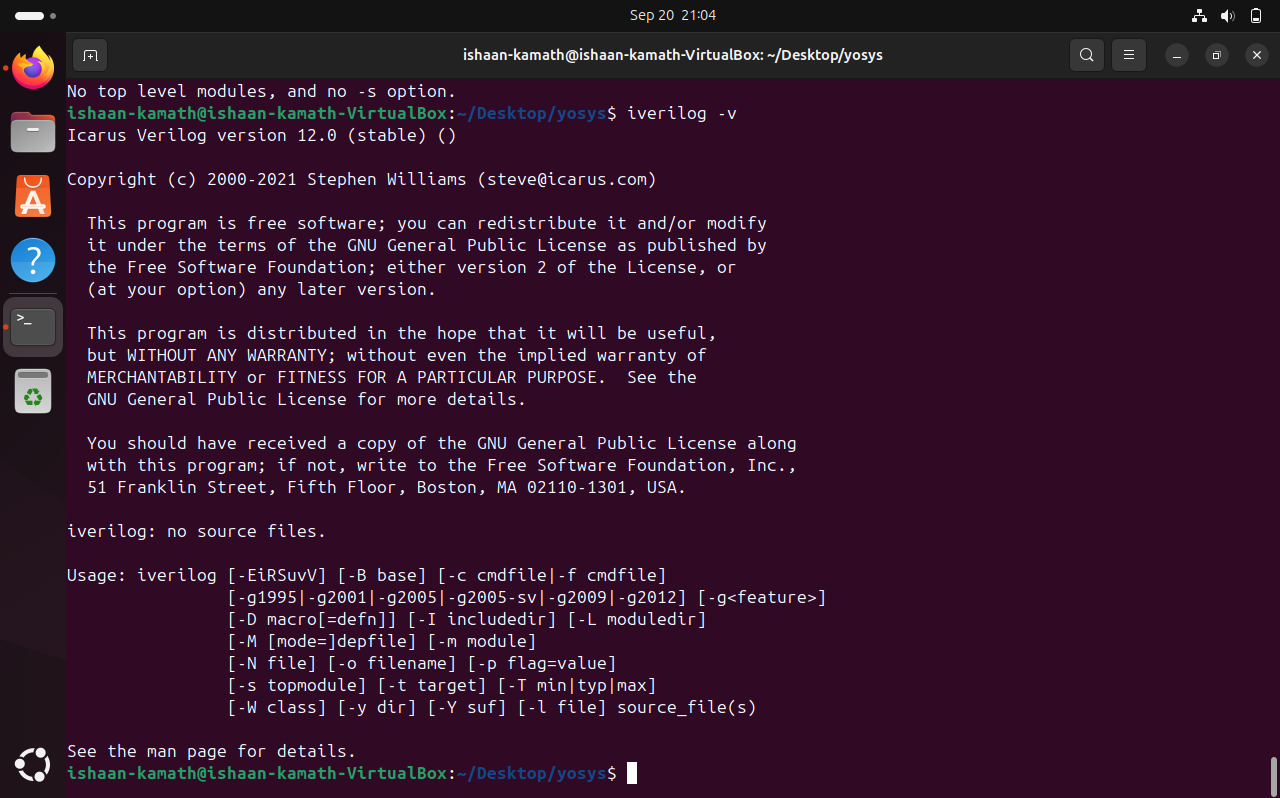 Sep 20 21:04
ishaan-kamath@ishaan-kamath-VirtualBox: ~/Desktop/yosys
No top level modules, and no -s option.
ishaan-kamath@ishaan-kamath-VirtualBox:~/Desktop/yosys$ iverilog -v
Icarus Verilog version 12.0 (stable) ()
Copyright (c) 2000-2021 Stephen Williams (steve@icarus.com)
This program is free software; you can redistribute it and/or modify
it under the terms of the GNU General Public License as published by
the Free Software Foundation; either version 2 of the License, or
(at your option) any later version.
This program is distributed in the hope that it will be useful,
but WITHOUT ANY WARRANTY; without even the implied warranty of
MERCHANTABILITY or FITNESS FOR A PARTICULAR PURPOSE.  See the
GNU General Public License for more details.
You should have received a copy of the GNU General Public License along
with this program; if not, write to the Free Software Foundation, Inc.,
51 Franklin Street, Fifth Floor, Boston, MA 02110-1301, USA.
iverilog: no source files.
Usage: iverilog [-EiRSuvV] [-B base] [-c cmdfile|-f cmdfile]
[-g1995|-g2001|-g2005|-g2005-sv|-g2009|-g2012] [-g<feature>]
[-D macro[=defn]] [-I includedir] [-L moduledir]
[-M [mode=]depfile] [-m module]
[-N file] [-o filename] [-p flag=value]
[-s topmodule] [-t target] [-T min|typ|max]
[-W class] [-y dir] [-Y suf] [-l file] source_file(s)
See the man page for details.
ishaan-kamath@ishaan-kamath-VirtualBox:~/Desktop/yosys$